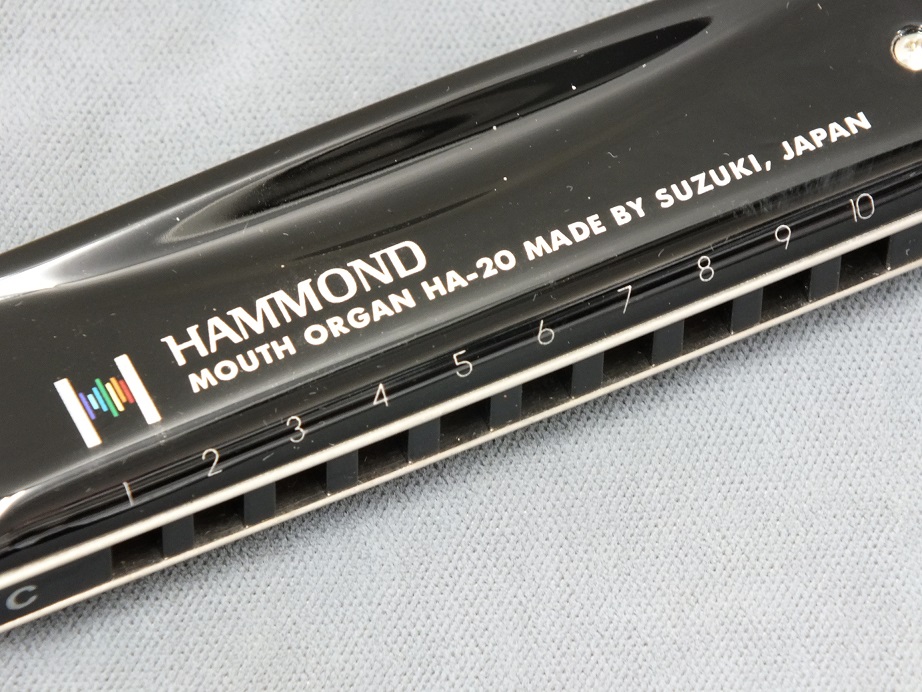 HAMMOND
MOUTH ORGAN HA-20 MADE BY SUZUKI, JAPAN
1 2 3 4 5 6 7 8 9 10
C